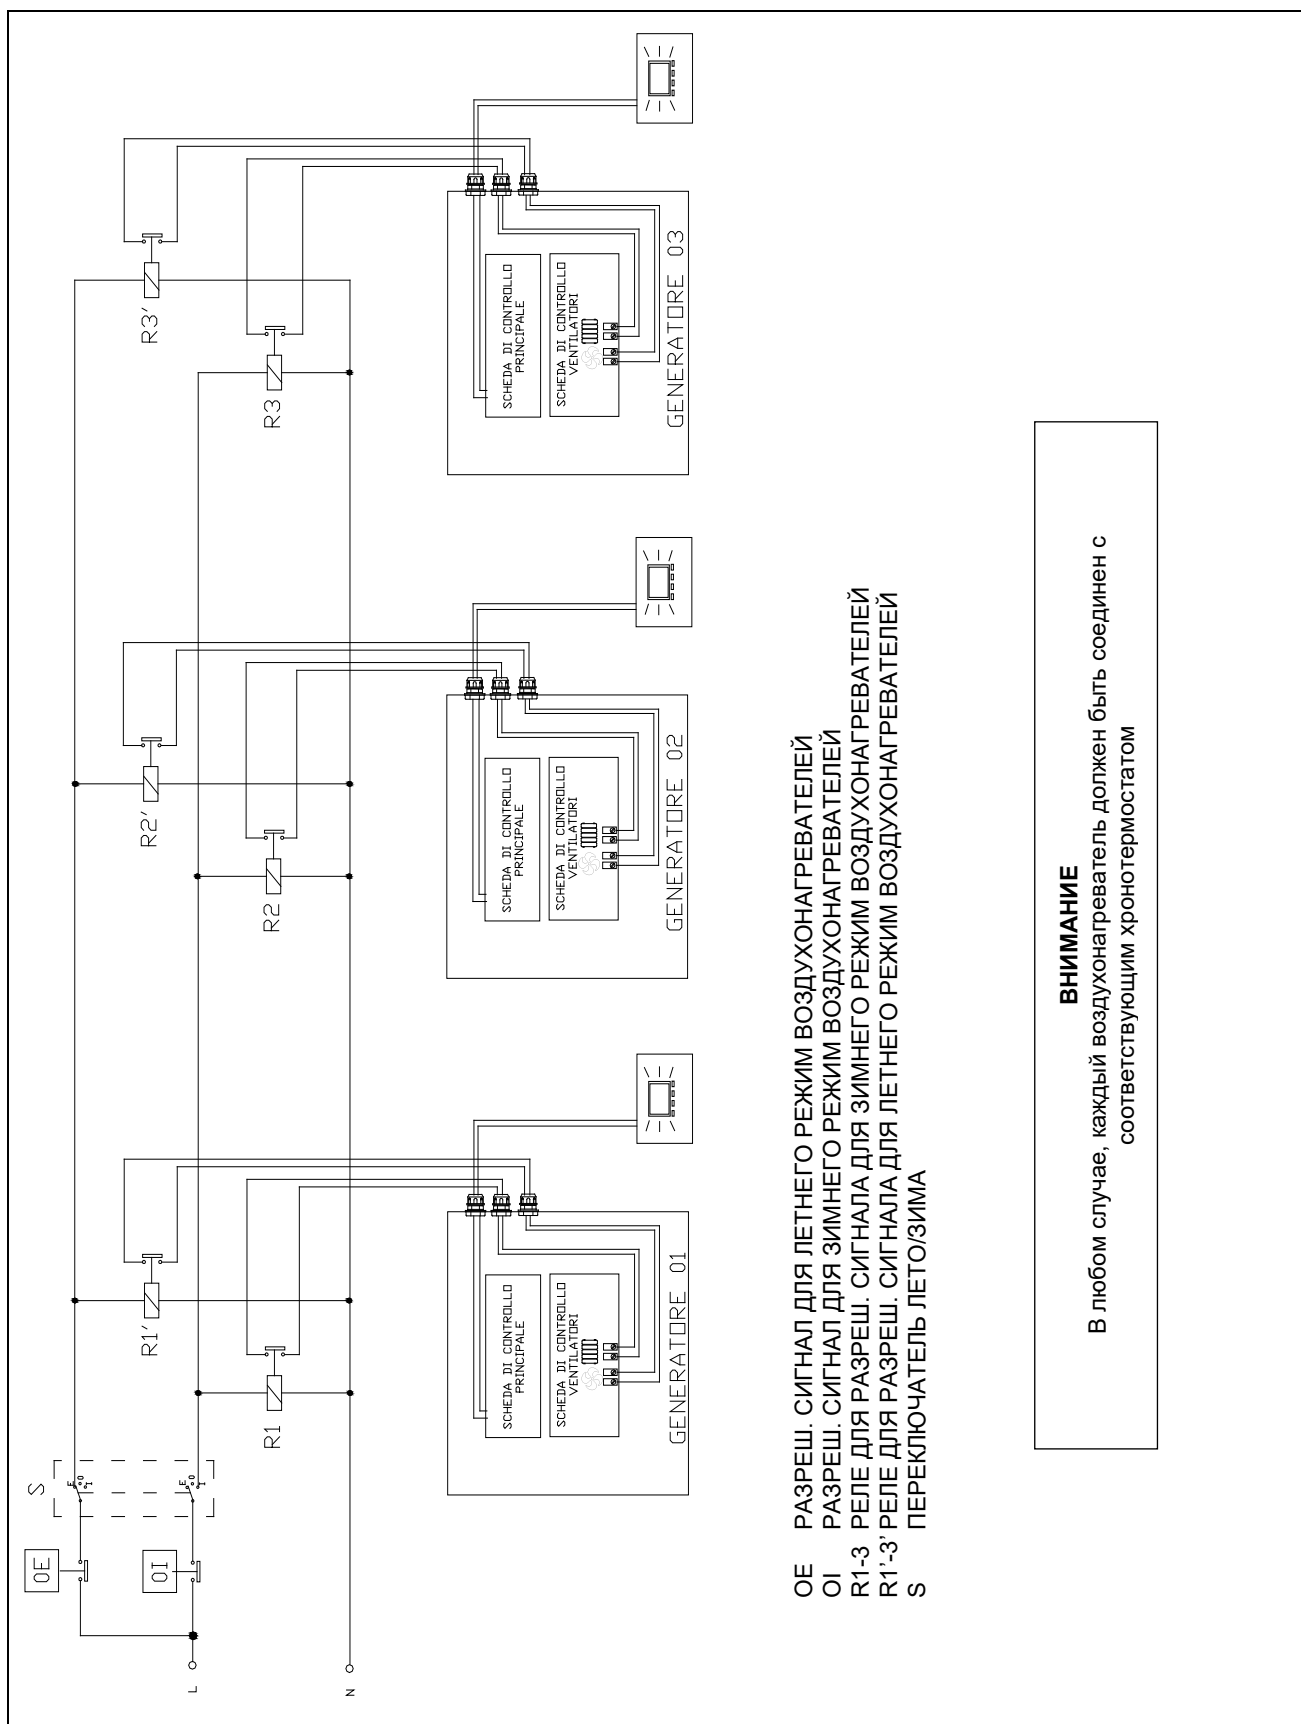 S
OE
OI
E
O
I
E
O
I
L
N
R1'
R1
R2'
R2
R3'
R3
SCHEDA DI CONTROLLO
PRINCIPALE
SCHEDA DI CONTROLLO
VENTILATORI
GENERATORE 01
SCHEDA DI CONTROLLO
PRINCIPALE
SCHEDA DI CONTROLLO
VENTILATORI
GENERATORE 02
SCHEDA DI CONTROLLO
PRINCIPALE
SCHEDA DI CONTROLLO
VENTILATORI
GENERATORE 03
OE РАЗРЕШ. СИГНАЛ ДЛЯ ЛЕТНЕГО РЕЖИМ ВОЗДУХОНАГРЕВАТЕЛЕЙ
OI РАЗРЕШ. СИГНАЛ ДЛЯ ЗИМНЕГО РЕЖИМ ВОЗДУХОНАГРЕВАТЕЛЕЙ
R1-3 РЕЛЕ ДЛЯ РАЗРЕШ. СИГНАЛА ДЛЯ ЗИМНЕГО РЕЖИМ ВОЗДУХОНАГРЕВАТЕЛЕЙ
R1'-3' РЕЛЕ ДЛЯ РАЗРЕШ. СИГНАЛА ДЛЯ ЛЕТНЕГО РЕЖИМ ВОЗДУХОНАГРЕВАТЕЛЕЙ
S ПЕРЕКЛЮЧАТЕЛЬ ЛЕТО/ЗИМА
ВНИМАНИЕ
В любом случае, каждый воздухонагреватель должен быть соединен с
соответствующим хронотермостатом